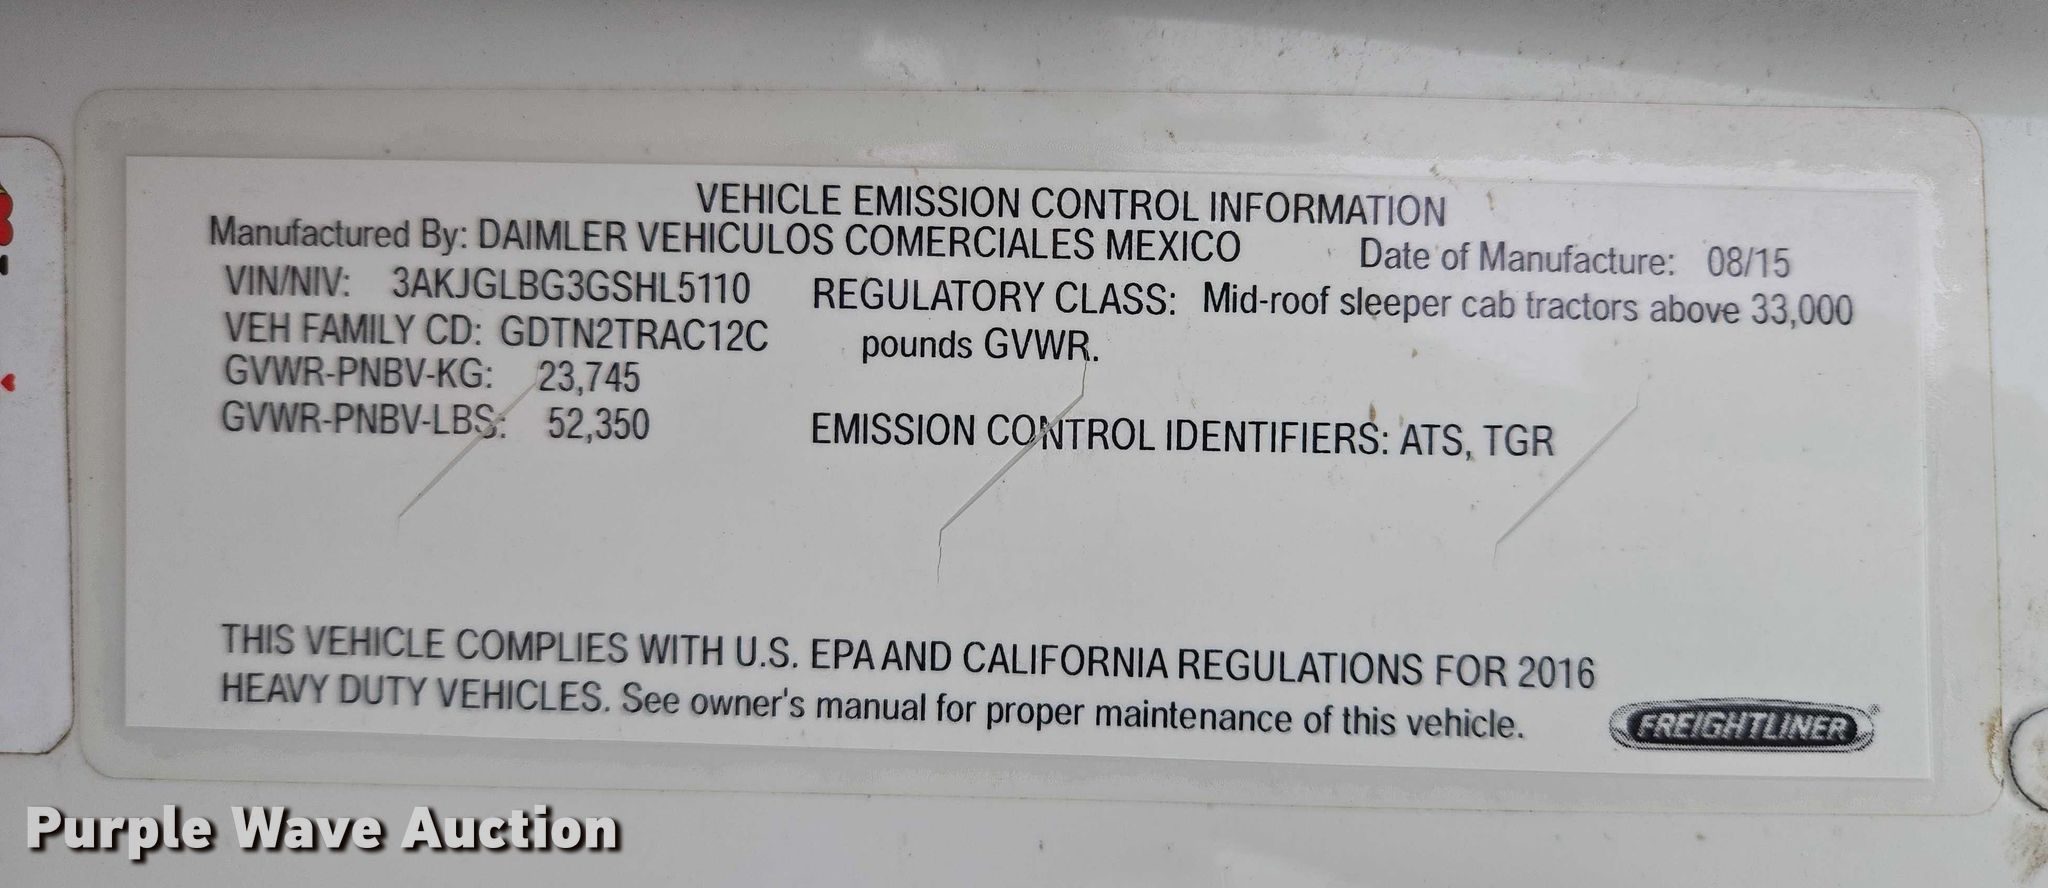 VEHICLE EMISSION CONTROL INFORMATION
Manufactured By: DAIMLER VEHICULOS COMERCIALES MEXICO Date of Manufacture: 08/15
VIN/NIV: 3AKJGLBG3GSHL5110
REGULATORY CLASS: Mid-roof sleeper cab tractors above 33,000
pounds GVWR.
VEH FAMILY CD: GDTN2TRAC12C
GVWR-PNBV-KG: 23,745
GVWR-PNBV-LBS: 52,350
EMISSION CONTROL IDENTIFIERS: ATS, TGR
THIS VEHICLE COMPLIES WITH U.S. EPA AND CALIFORNIA REGULATIONS FOR 2016
HEAVY DUTY VEHICLES. See owner's manual for proper maintenance of this vehicle.
FREIGHTLINER
Purple Wave Auction